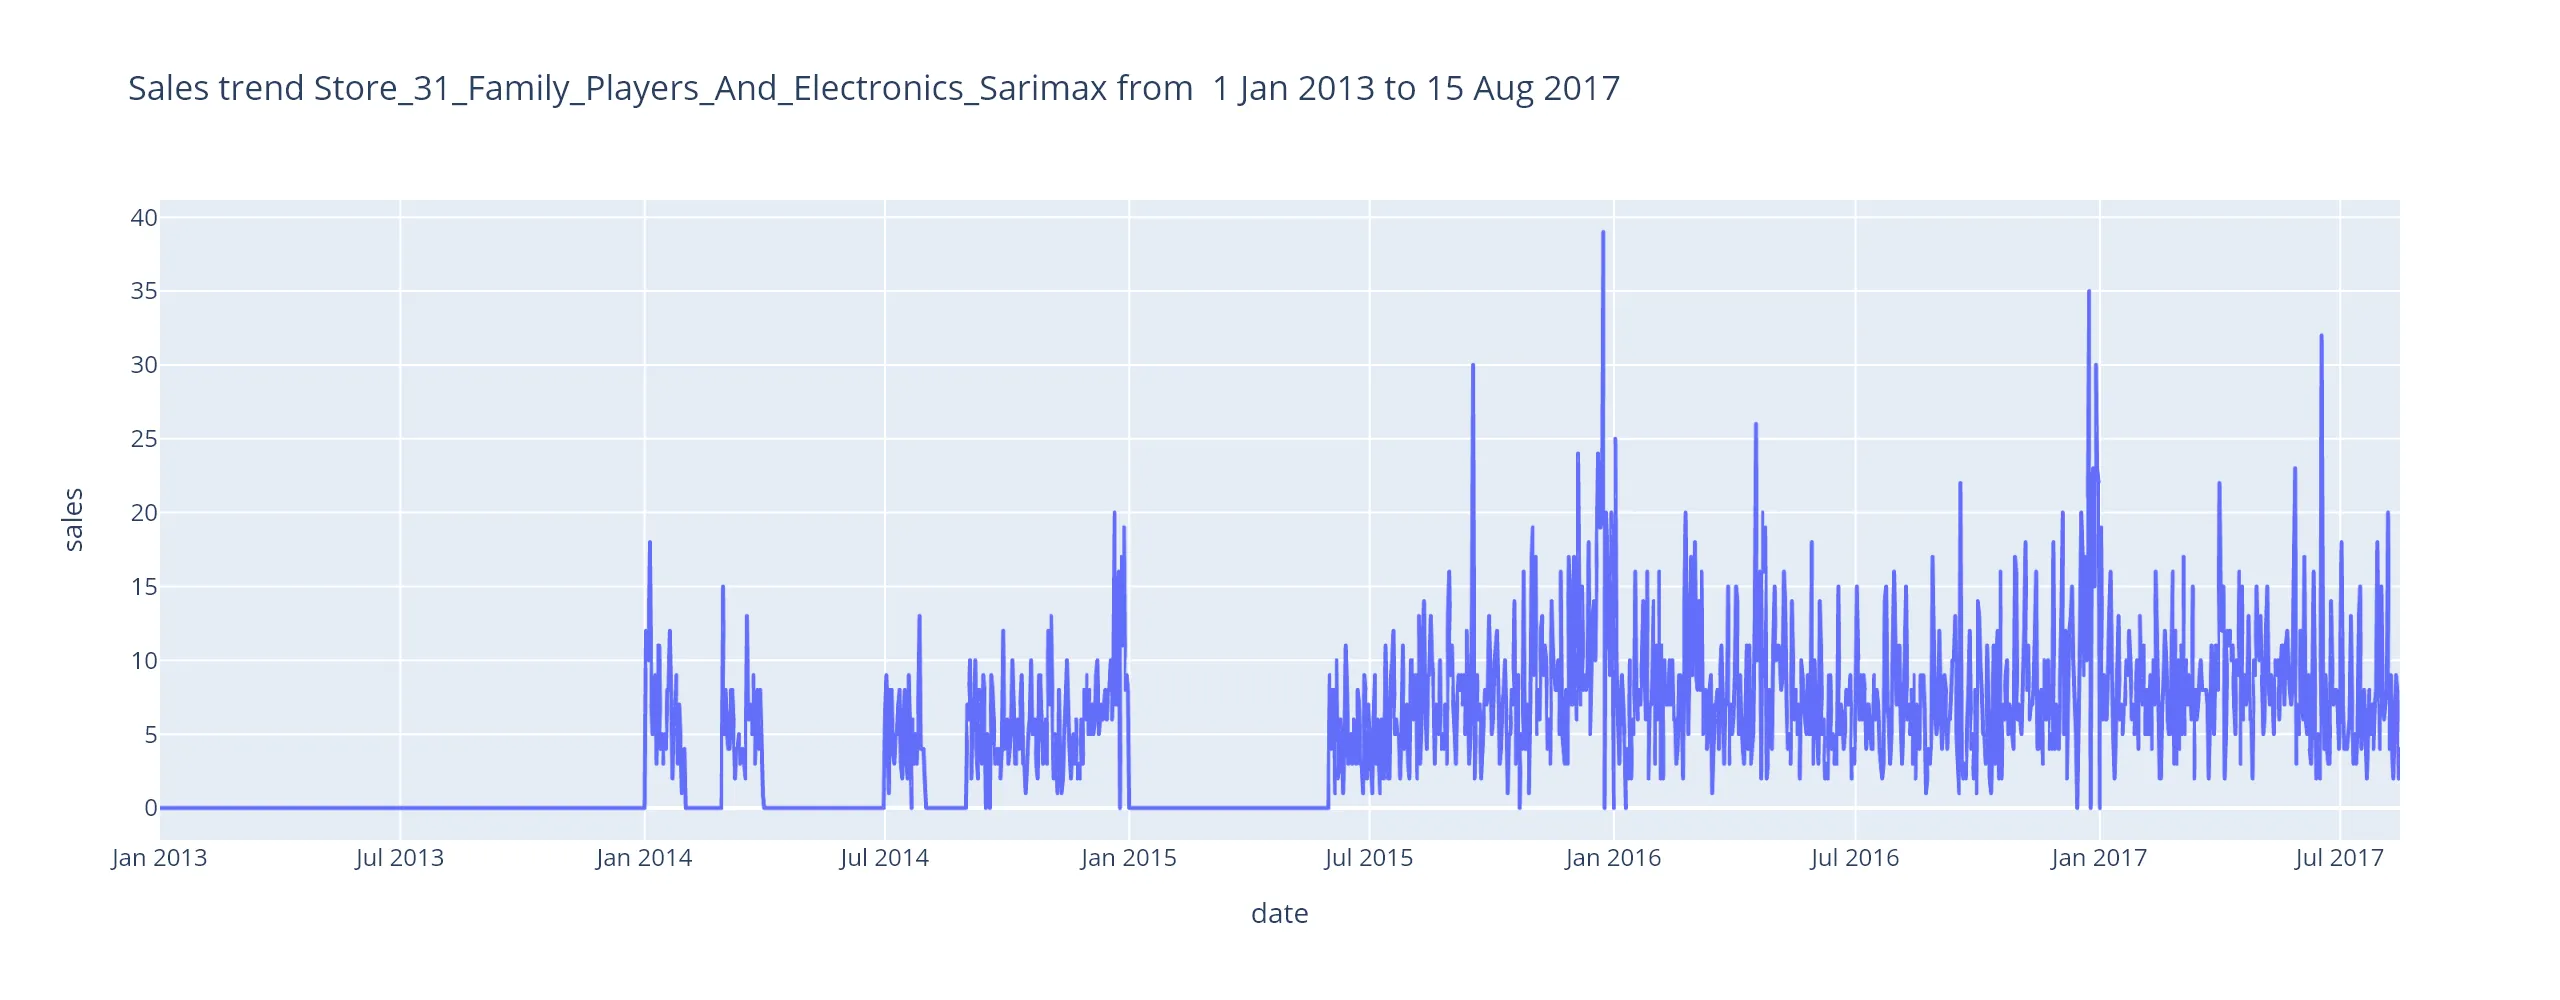 Sales trend Store_31_Family_Players_And_Electronics_Sarimax from  1 Jan 2013 to 15 Aug 2017
40
35
30
25
20
15
10
5
0
sales
Jan 2013 Jul 2013 Jan 2014 Jul 2014 Jan 2015 Jul 2015 Jan 2016 Jul 2016 Jan 2017 Jul 2017
date